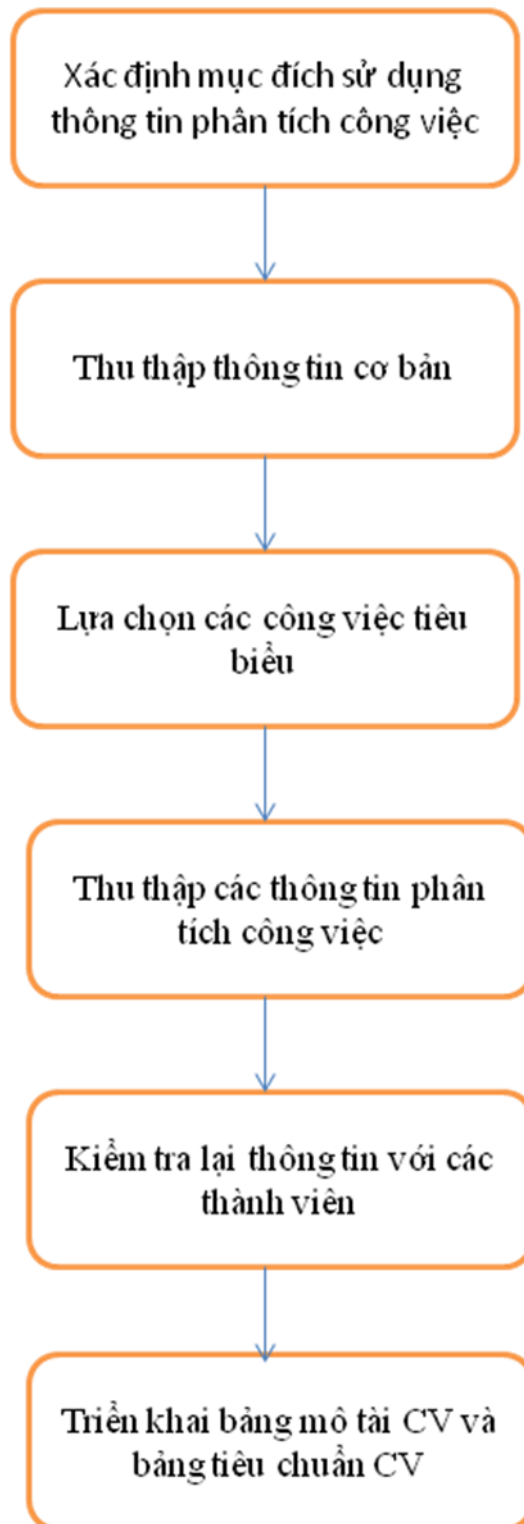 Xác định mục đích sử dụng
thông tin phân tích công việc
Thu thập thông tin cơ bản
Lựa chọn các công việc tiêu
biểu
Thu thập các thông tin phân
tích công việc
Kiểm tra lại thông tin với các
thành viên
Triển khai bảng mô tài CV và
bảng tiêu chuẩn CV